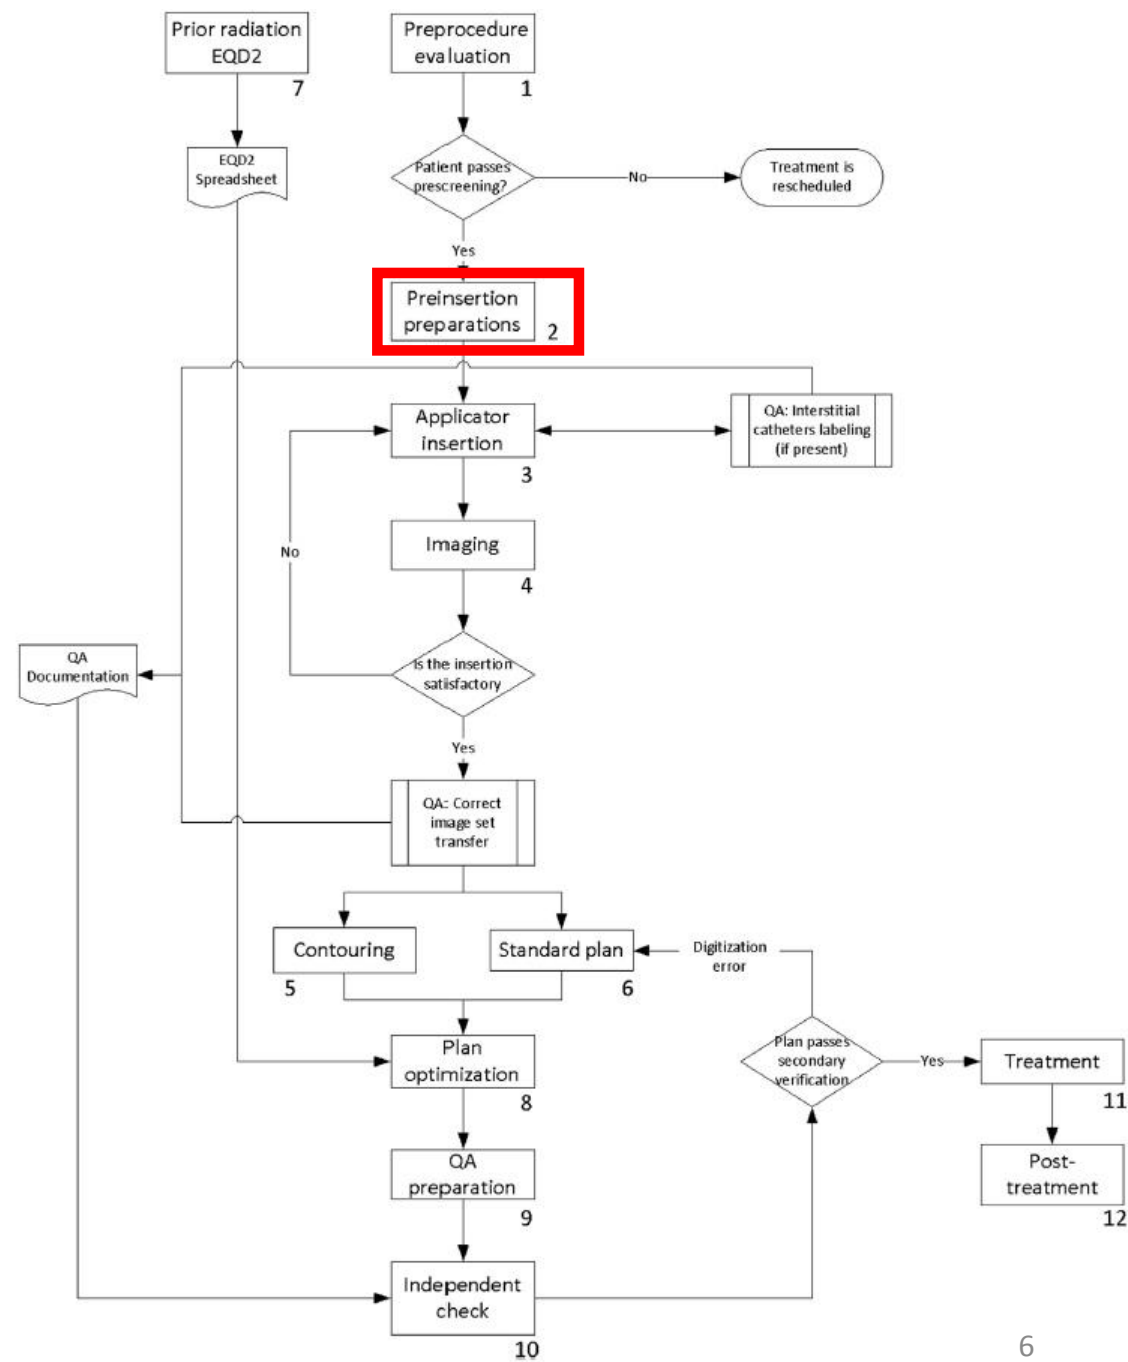 Prior radiation
EQD2
7
Preprocedure
evaluation
1
EQD2
Spreadsheet
Patient passes
prescreening?
No
Treatment is
rescheduled
Yes
Preinsertion
preparations
2
Applicator
insertion
3
QA: Interstitial
catheters labeling
(if present)
Imaging
4
No
QA
Documentation
Is the insertion
satisfactory
Yes
QA: Correct
image set
transfer
Contouring
5
Standard plan
6
Digitization
error
Plan
optimization
8
Plan passes
secondary
verification
Yes
Treatment
11
QA
preparation
9
Post-
treatment
12
Independent
check
10
6